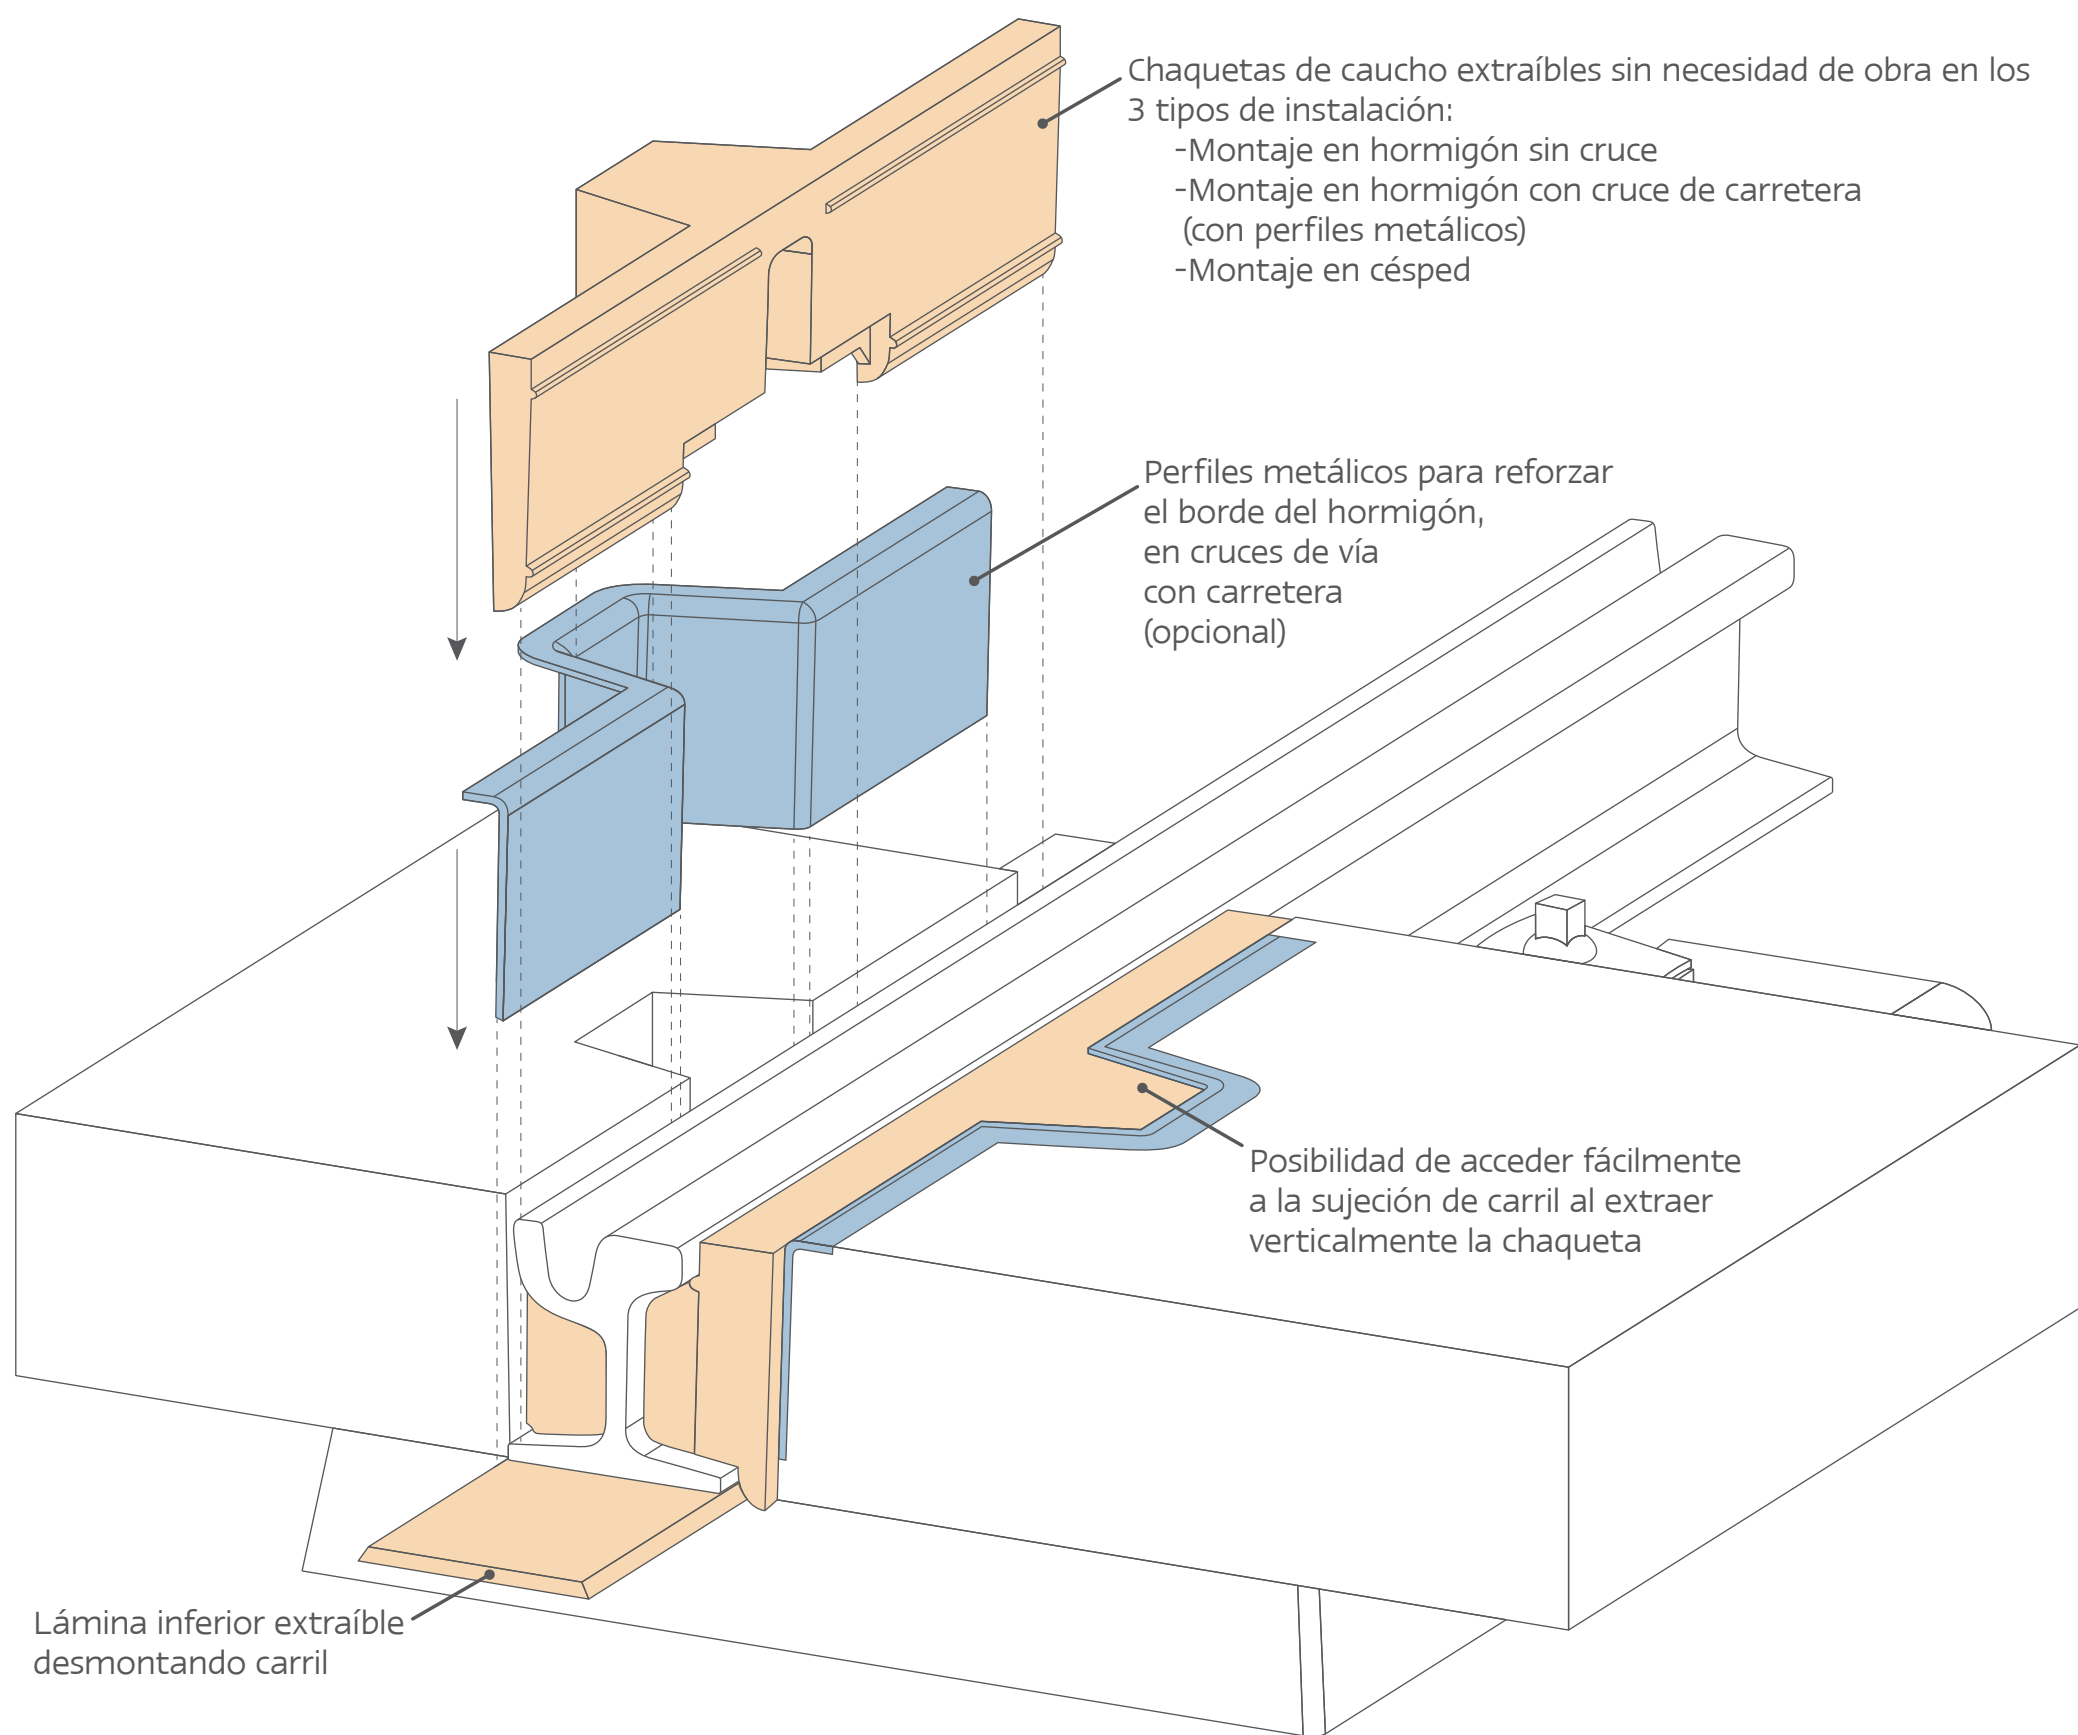 Chaquetas de caucho extraíbles sin necesidad de obra en los
3 tipos de instalación:
-Montaje en hormigón sin cruce
-Montaje en hormigón con cruce de carretera
(con perfiles metálicos)
-Montaje en césped
Perfiles metálicos para reforzar
el borde del hormigón,
en cruces de vía
con carretera
(opcional)
Posibilidad de acceder fácilmente
a la sujeción de carril al extraer
verticalmente la chaqueta
Lámina inferior extraíble
desmontando carril